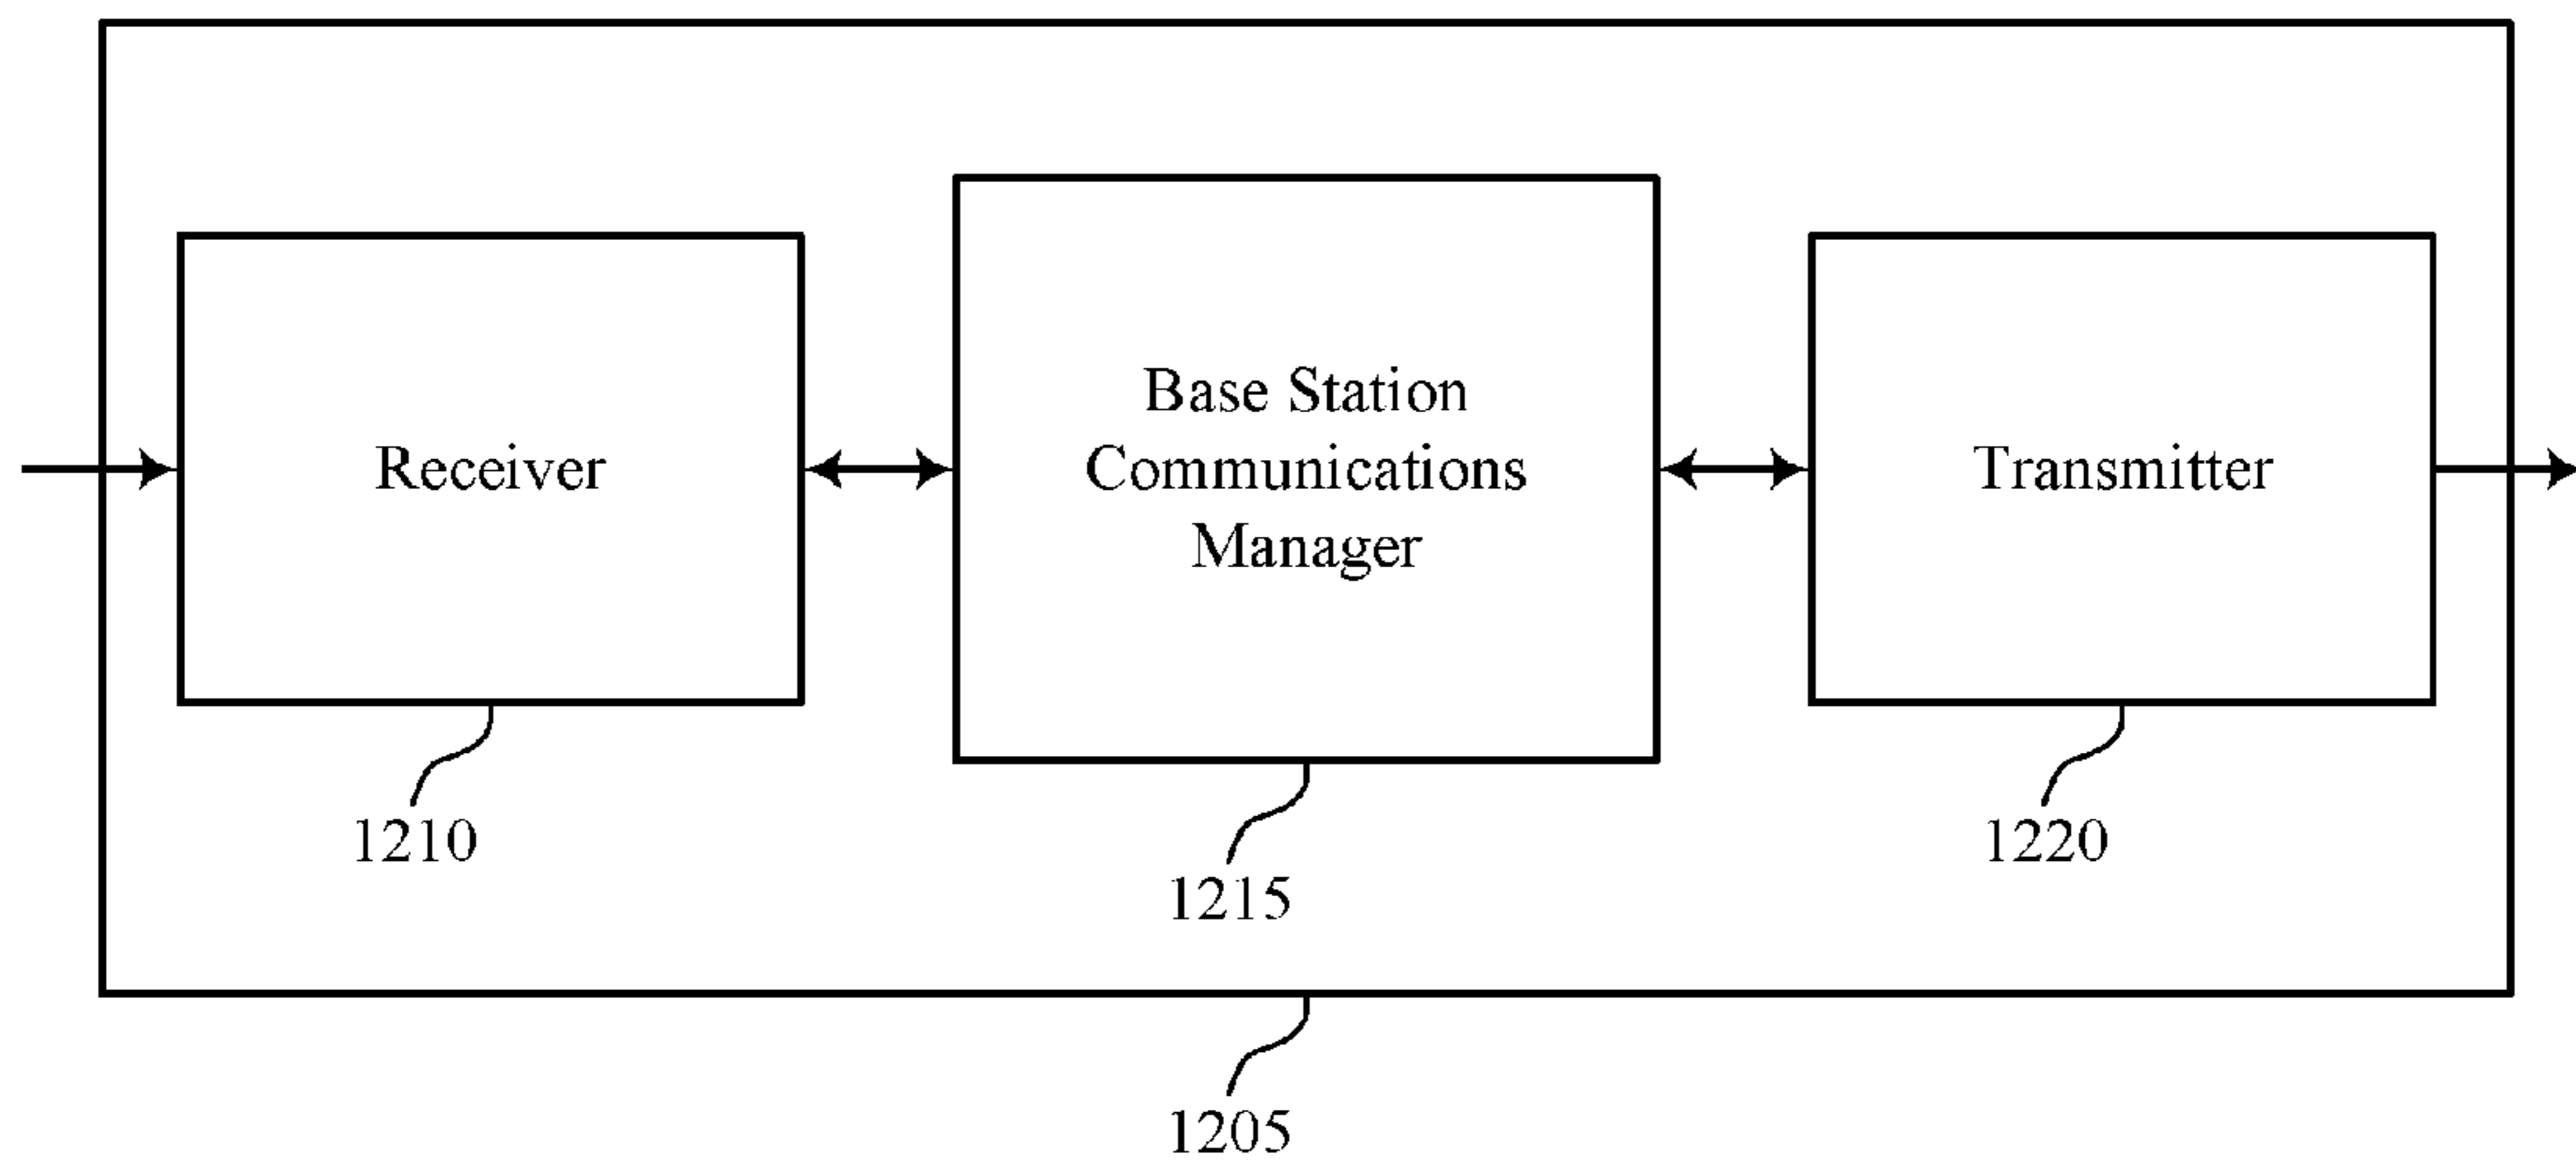 Receiver
Base Station
Communications
Manager
Transmitter
1210
1215
1220
1205